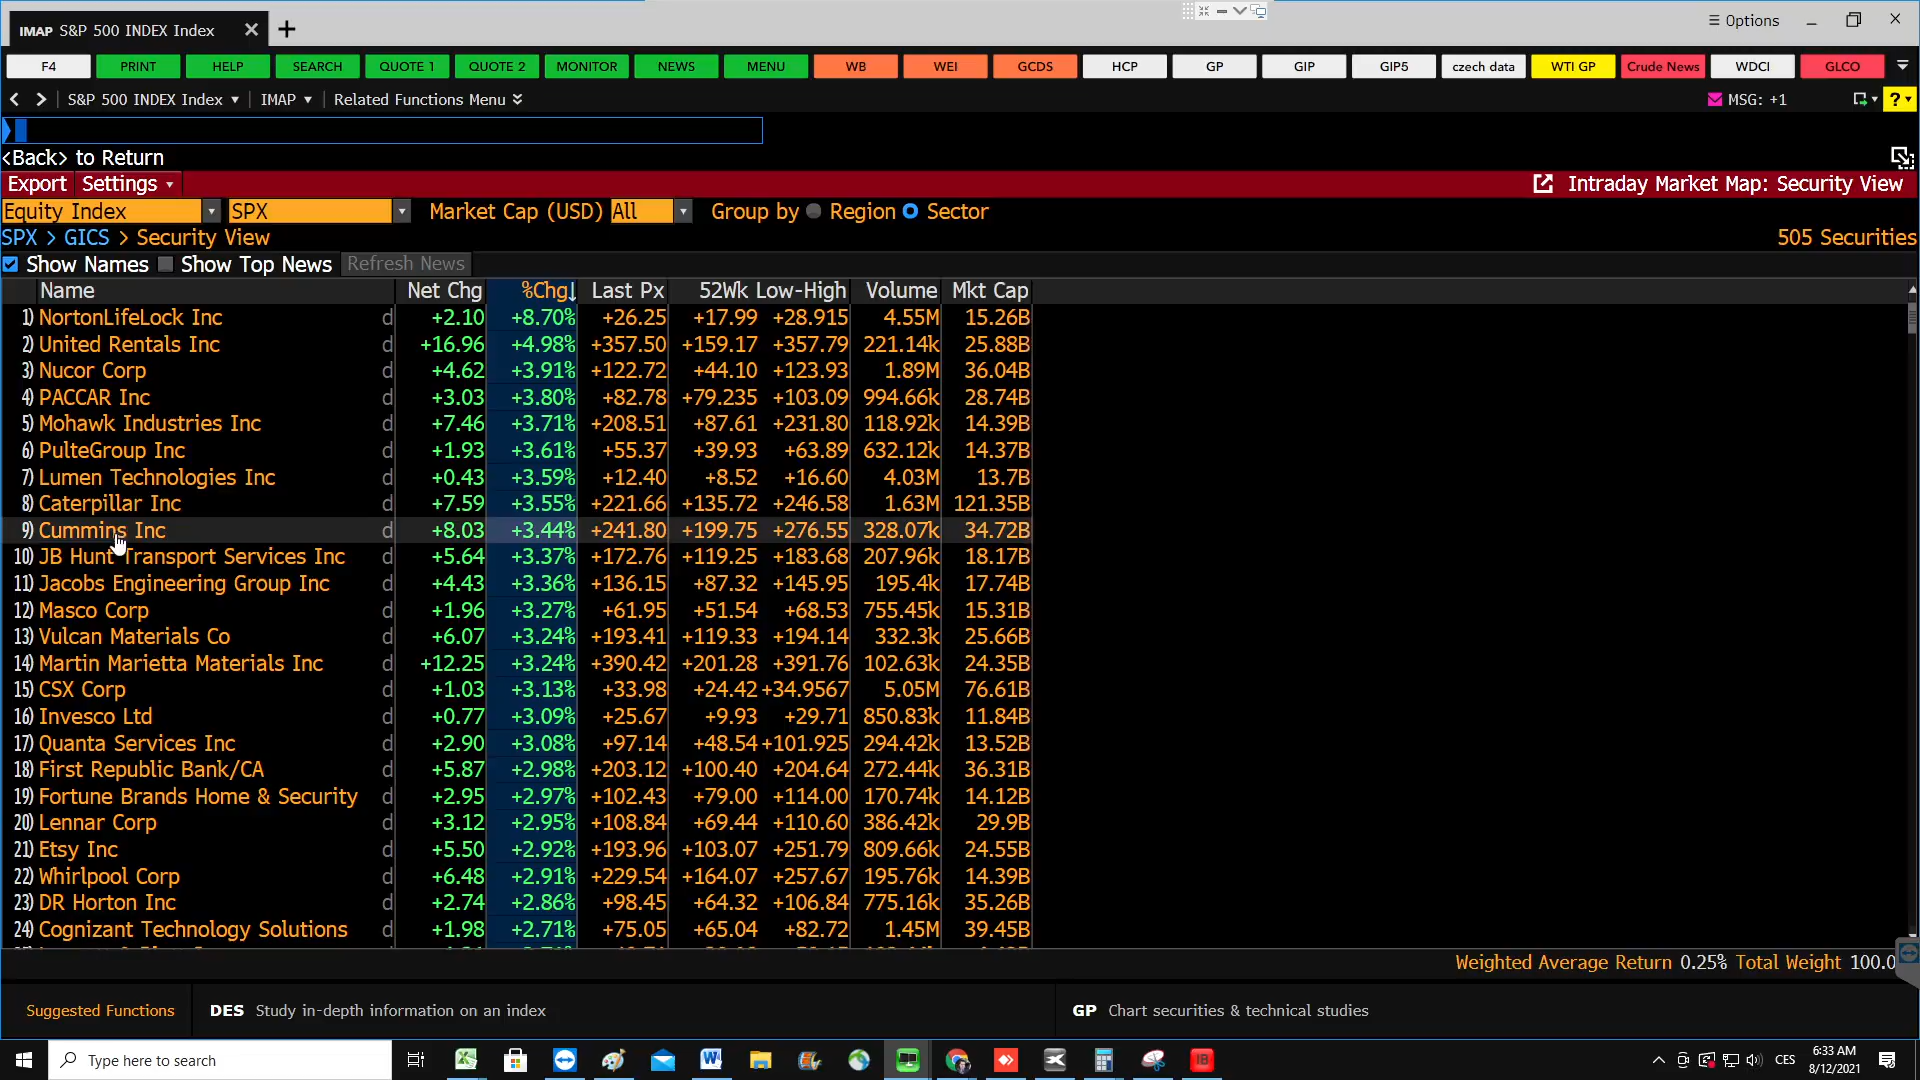 IMAP S&P 500 INDEX Index
Options
F4 PRINT HELP SEARCH QUOTE 1 QUOTE 2 MONITOR NEWS MENU WB WEI GCDS HCP GP GIP GIP5 czech data WTI GP Crude News WDCI GLCO
S&P 500 INDEX Index IMAP Related Functions Menu MSG: +1 ?
<Back> to Return
Export Settings Intraday Market Map: Security View
Equity Index SPX Market Cap (USD) All Group by Region Sector
SPX > GICS > Security View 505 Securities
Show Names Show Top News Refresh News
Name Net Chg %Chg↓ Last Px 52Wk Low-High Volume Mkt Cap
1) NortonLifeLock Inc d +2.10 +8.70% +26.25 +17.99 +28.915 4.55M 15.26B
2) United Rentals Inc d +16.96 +4.98% +357.50 +159.17 +357.79 221.14k 25.88B
3) Nucor Corp d +4.62 +3.91% +122.72 +44.10 +123.93 1.89M 36.04B
4) PACCAR Inc d +3.03 +3.80% +82.78 +79.235 +103.09 994.66k 28.74B
5) Mohawk Industries Inc d +7.46 +3.71% +208.51 +87.61 +231.80 118.92k 14.39B
6) PulteGroup Inc d +1.93 +3.61% +55.37 +39.93 +63.89 632.12k 14.37B
7) Lumen Technologies Inc d +0.43 +3.59% +12.40 +8.52 +16.60 4.03M 13.7B
8) Caterpillar Inc d +7.59 +3.55% +221.66 +135.72 +246.58 1.63M 121.35B
9) Cummins Inc d +8.03 +3.44% +241.80 +199.75 +276.55 328.07k 34.72B
10) JB Hunt Transport Services Inc d +5.64 +3.37% +172.76 +119.25 +183.68 207.96k 18.17B
11) Jacobs Engineering Group Inc d +4.43 +3.36% +136.15 +87.32 +145.95 195.4k 17.74B
12) Masco Corp d +1.96 +3.27% +61.95 +51.54 +68.53 755.45k 15.31B
13) Vulcan Materials Co d +6.07 +3.24% +193.41 +119.33 +194.14 332.3k 25.66B
14) Martin Marietta Materials Inc d +12.25 +3.24% +390.42 +201.28 +391.76 102.63k 24.35B
15) CSX Corp d +1.03 +3.13% +33.98 +24.42 +34.9567 5.05M 76.61B
16) Invesco Ltd d +0.77 +3.09% +25.67 +9.93 +29.71 850.83k 11.84B
17) Quanta Services Inc d +2.90 +3.08% +97.14 +48.54 +101.925 294.42k 13.52B
18) First Republic Bank/CA d +5.87 +2.98% +203.12 +100.40 +204.64 272.44k 36.31B
19) Fortune Brands Home & Security d +2.95 +2.97% +102.43 +79.00 +114.00 170.74k 14.12B
20) Lennar Corp d +3.12 +2.95% +108.84 +69.44 +110.60 386.42k 29.9B
21) Etsy Inc d +5.50 +2.92% +193.96 +103.07 +251.79 809.66k 24.55B
22) Whirlpool Corp d +6.48 +2.91% +229.54 +164.07 +257.67 195.76k 14.39B
23) DR Horton Inc d +2.74 +2.86% +98.45 +64.32 +106.84 775.16k 35.26B
24) Cognizant Technology Solutions d +1.98 +2.71% +75.05 +65.04 +82.72 1.45M 39.45B
Weighted Average Return 0.25% Total Weight 100.0
Suggested Functions DES Study in-depth information on an index GP Chart securities & technical studies
Type here to search
CES
6:33 AM
8/12/2021